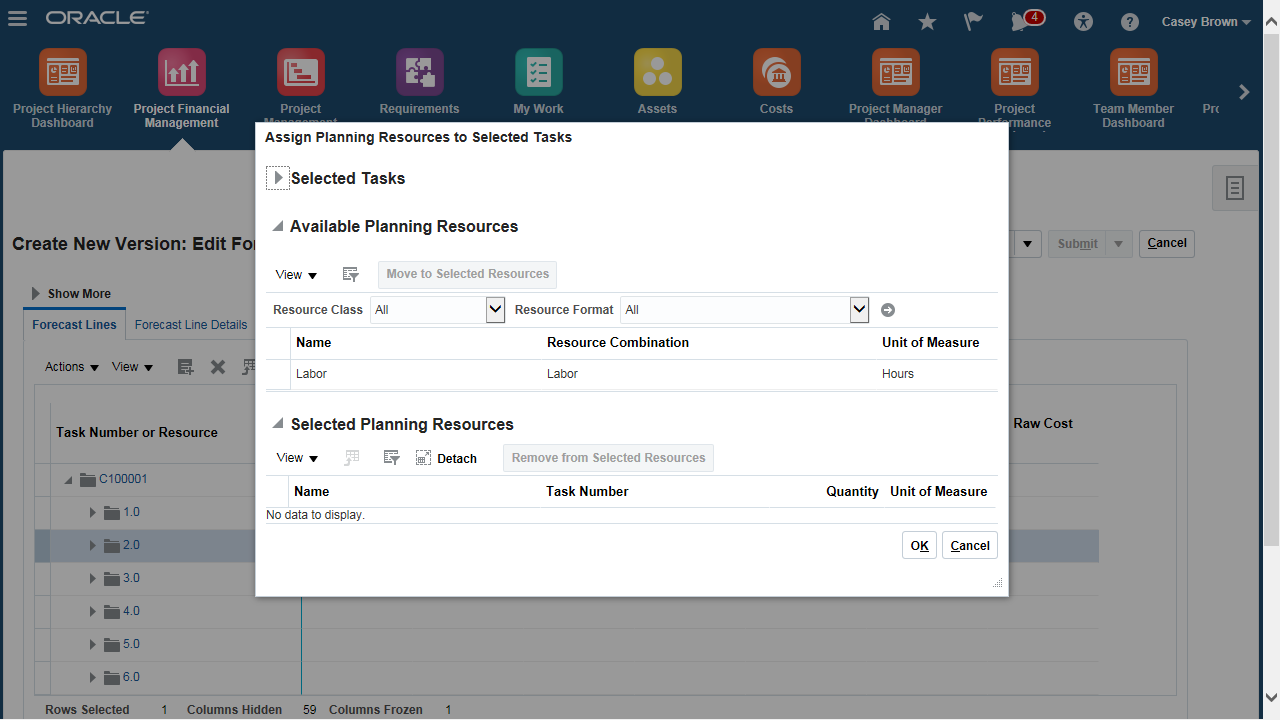 ORACLE
4
Casey Brown
Project Hierarchy Dashboard
Project Financial Management
Project Management
Requirements
My Work
Assets
Costs
Project Manager Dashboard
Project Performance
Team Member Dashboard
Assign Planning Resources to Selected Tasks
Selected Tasks
Available Planning Resources
Create New Version: Edit Fo
Submit
Cancel
View
Move to Selected Resources
Show More
Resource Class All Resource Format All
Forecast Lines Forecast Line Details
Name Resource Combination Unit of Measure
Actions View
Labor Labor Hours
Selected Planning Resources
Task Number or Resource
Raw Cost
View Detach Remove from Selected Resources
C100001
Name Task Number Quantity Unit of Measure
1.0
No data to display.
2.0
OK Cancel
3.0
4.0
5.0
6.0
Rows Selected 1 Columns Hidden 59 Columns Frozen 1